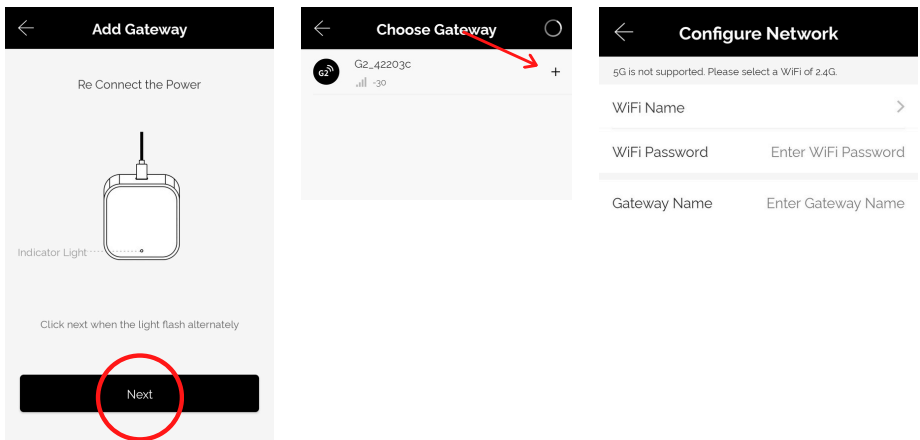 Add Gateway
Re Connect the Power
Indicator Light
Click next when the light flash alternately
Next
Choose Gateway
G2
G2_42203c
-30
+
Configure Network
5G is not supported. Please select a WiFi of 2.4G.
WiFi Name
WiFi Password Enter WiFi Password
Gateway Name Enter Gateway Name